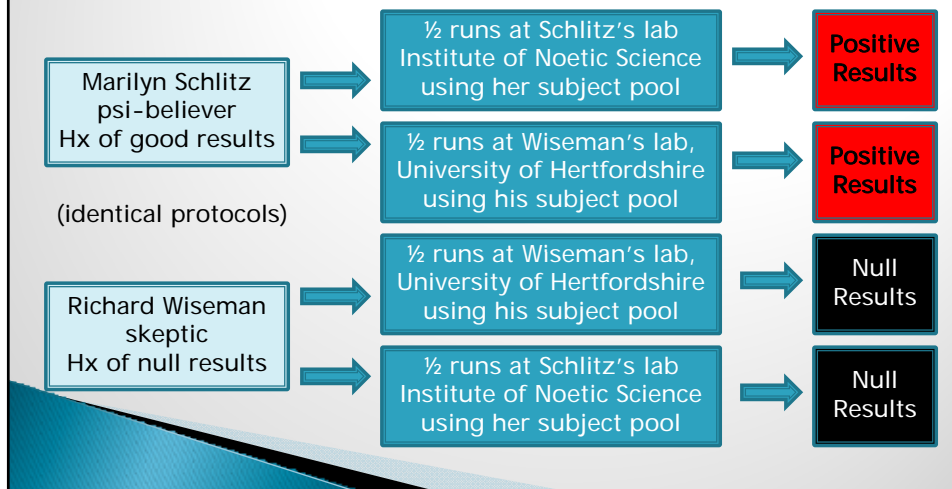 Marilyn Schlitz
psi-believer
Hx of good results
½ runs at Schlitz's lab
Institute of Noetic Science
using her subject pool
Positive
Results
½ runs at Wiseman's lab,
University of Hertfordshire
using his subject pool
Positive
Results
(identical protocols)
Richard Wiseman
skeptic
Hx of null results
½ runs at Wiseman's lab,
University of Hertfordshire
using his subject pool
Null
Results
½ runs at Schlitz's lab
Institute of Noetic Science
using her subject pool
Null
Results